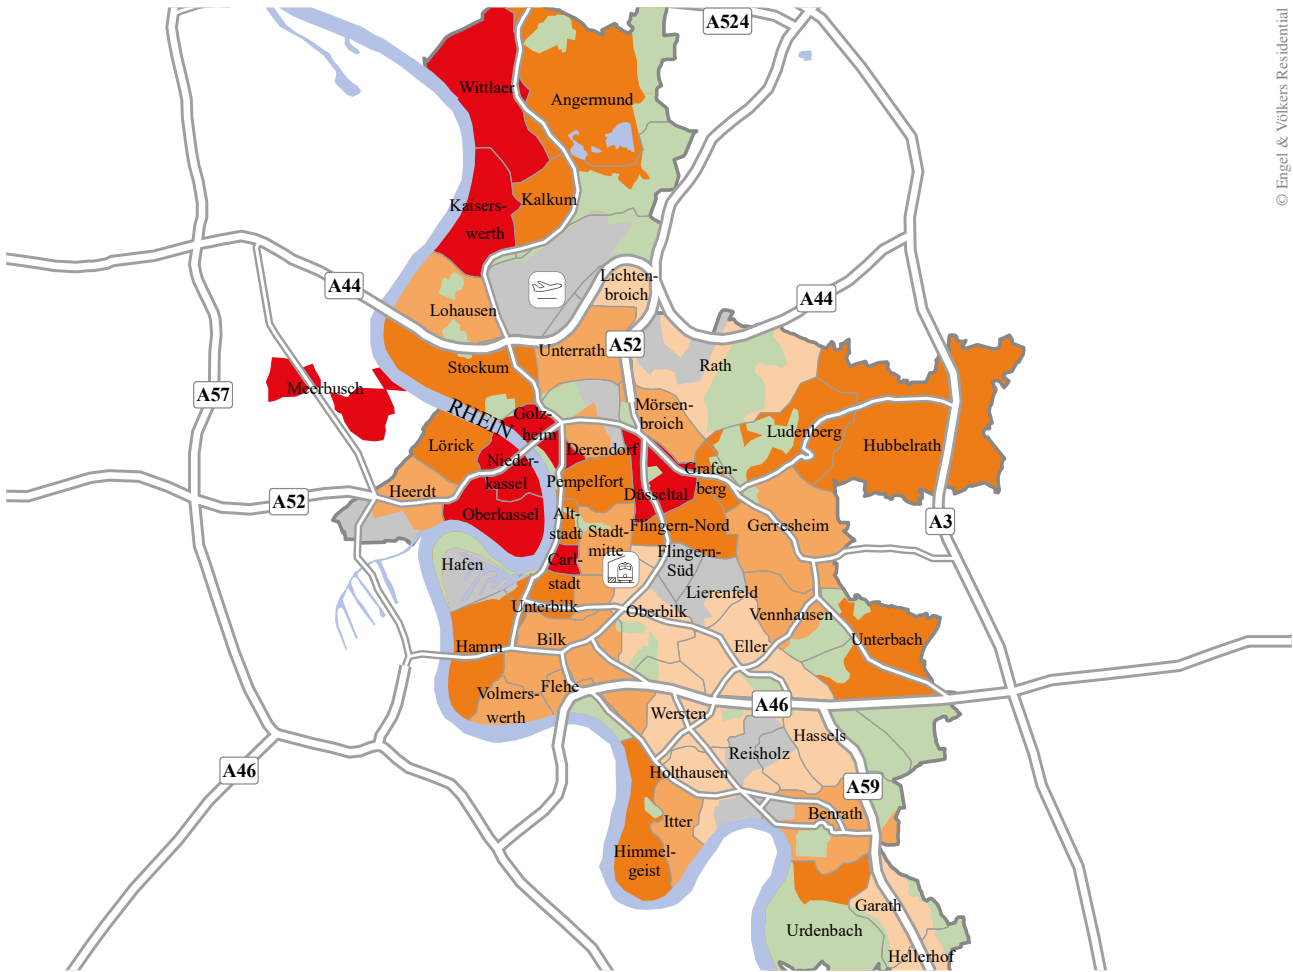 A524
© Engel & Völkers Residential
Wittlaer
Angermund
Kaisers-
werth
Kalkum
A44
Lichten-
broich
A44
Lohausen
Unterrath
A52
Stockum
Rath
A57
Meerbusch
RHEIN
Golz-
heim
Mörsen-
broich
Ludenberg
Hubbelrath
Lörick
Derendorf
Nieder-
kassel
Grafen-
berg
Pempelfort
Düsseltal
A52
Heerdt
Oberkassel
Alt-
stadt
Stadt-
mitte
Flingern-Nord
Gerresheim
A3
Hafen
Carl-
stadt
Flingern-
Süd
Lierenfeld
Unterbilk
Oberbilk
Vennhausen
Hamm
Bilk
Eller
Unterbach
Volmers-
werth
Flehe
A46
Wersten
Hassels
Reisholz
A46
Holthausen
A59
Itter
Benrath
Himmel-
geist
Garath
Urdenbach
Hellerhof